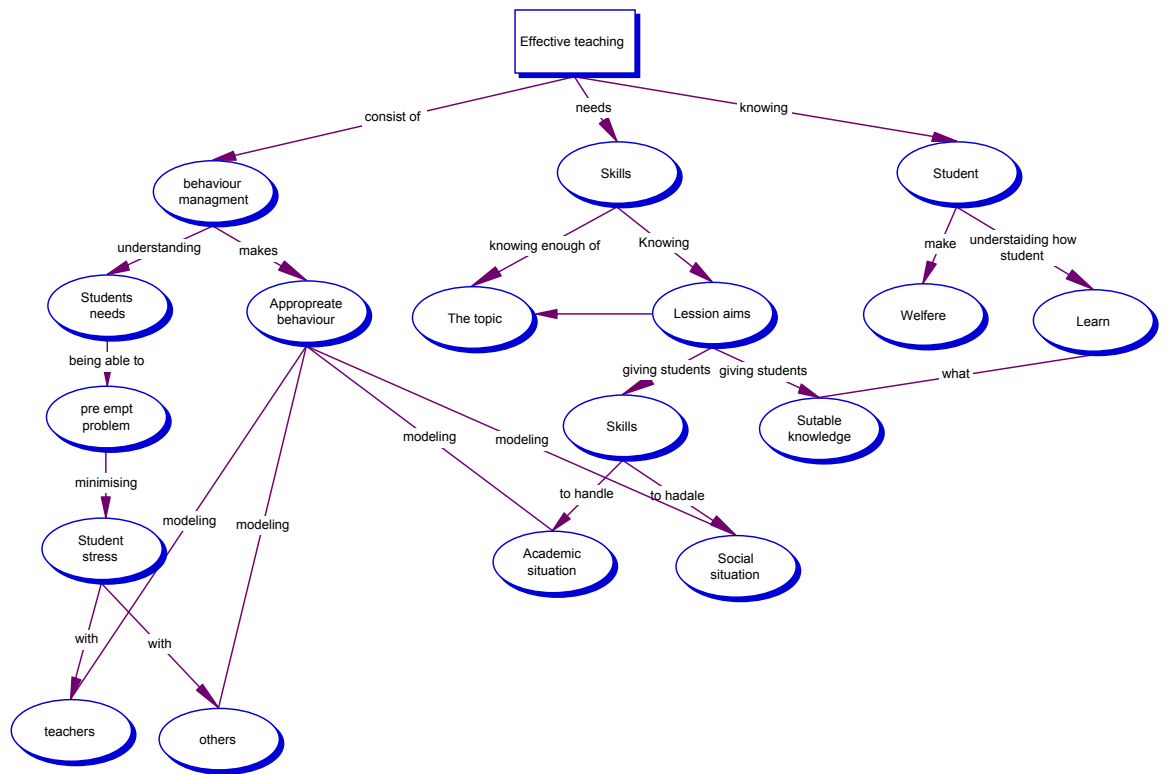 Effective teaching
consist of
needs
knowing
behaviour
managment
Skills
Student
understanding
makes
knowing enough of
Knowing
make
understaiding how
student
Students
needs
Appropreate
behaviour
The topic
Lession aims
Welfere
Learn
being able to
giving students
giving students
what
pre empt
problem
Skills
Sutable
knowledge
modeling
modeling
minimising
to handle
to hadale
modeling
modeling
Student
stress
Academic
situation
Social
situation
with
with
teachers
others